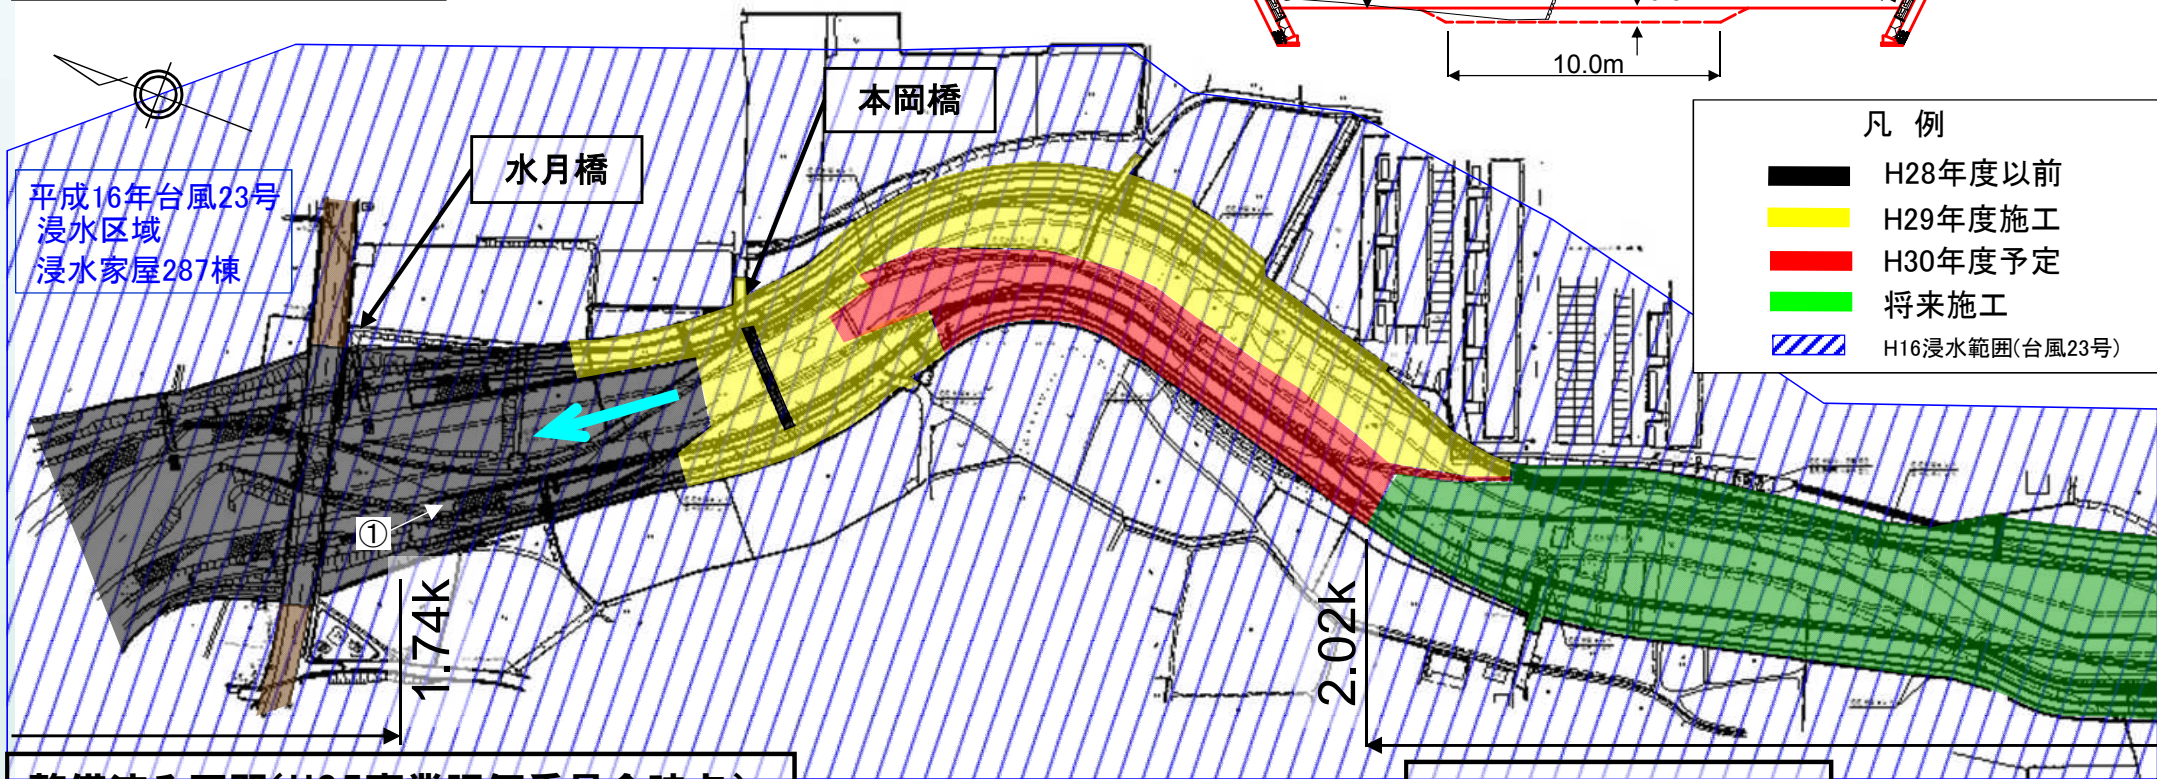 10.0m
本岡橋
水月橋
平成16年台風23号
浸水区域
浸水家屋287棟
凡 例
H28年度以前
H29年度施工
H30年度予定
将来施工
H16浸水範囲(台風23号)
①
1.74k
2.02k